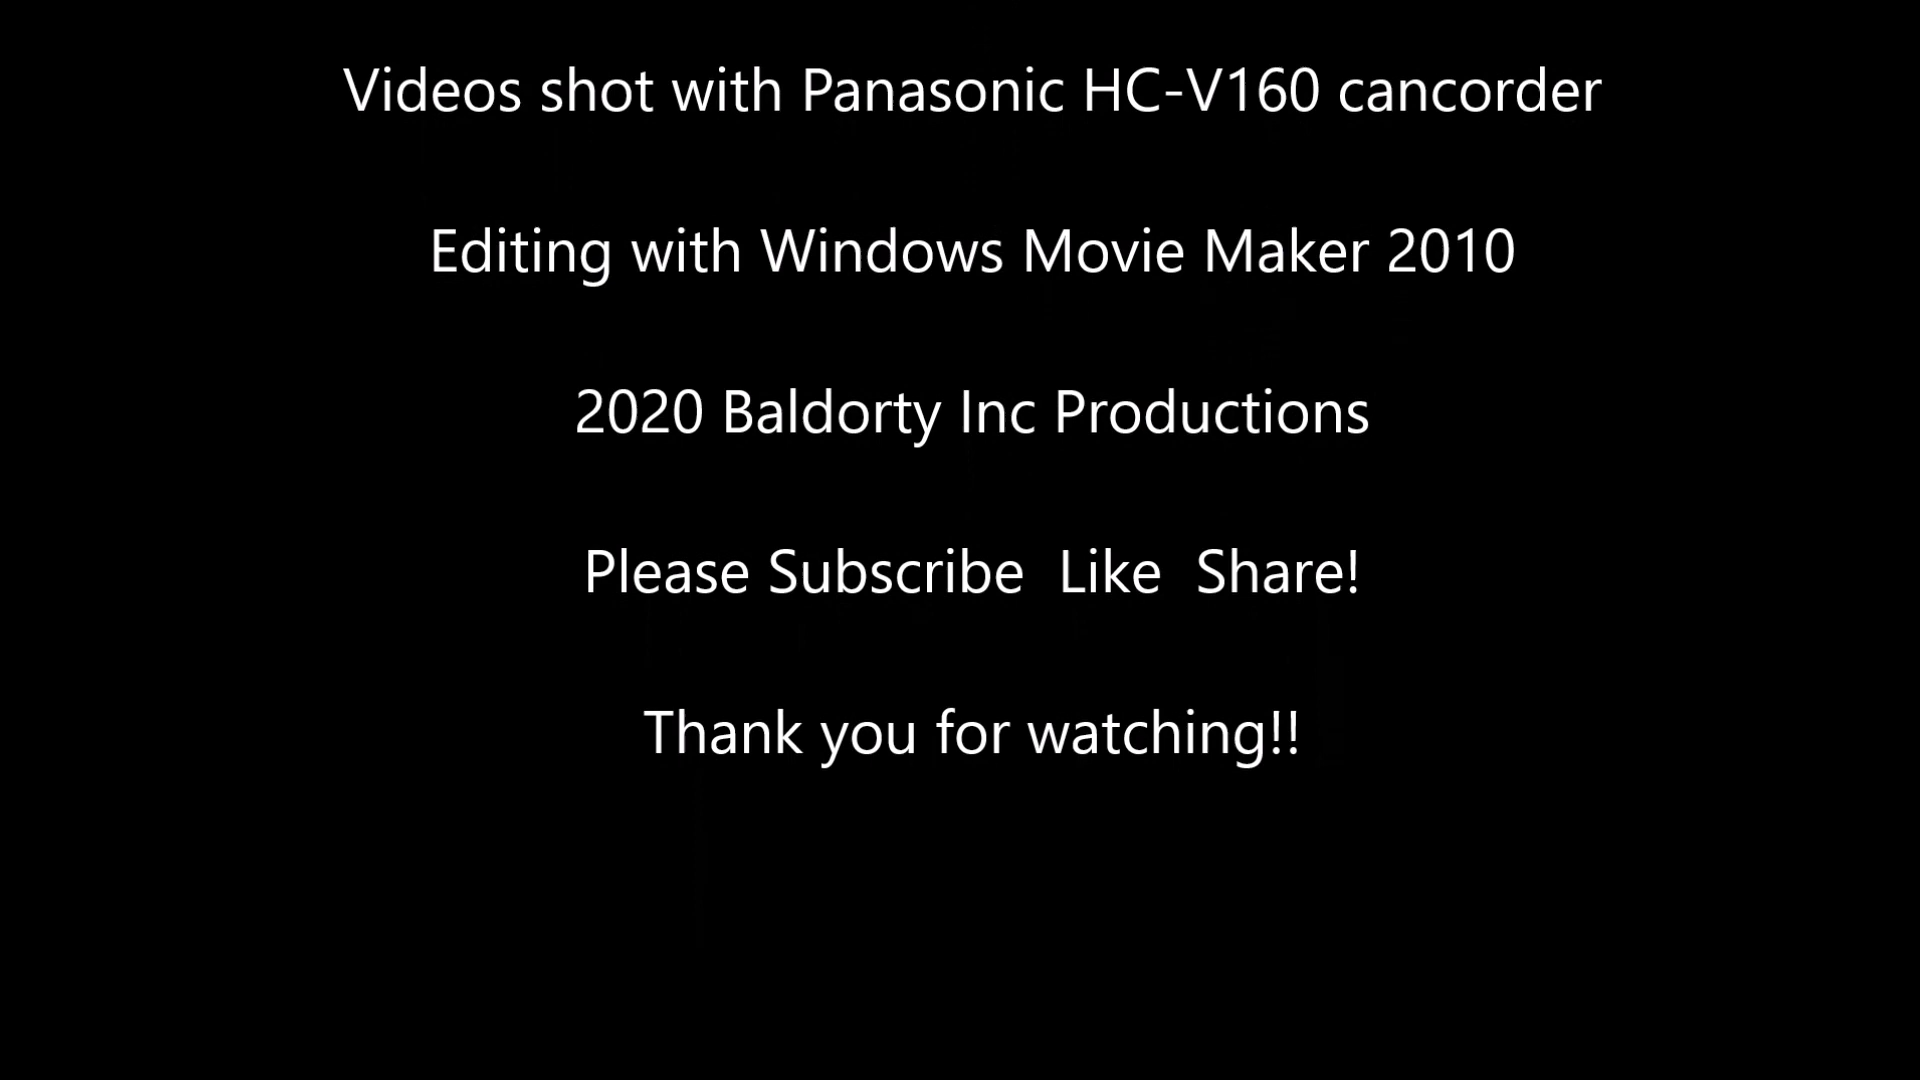 Videos shot with Panasonic HC-V160 cancorder
Editing with Windows Movie Maker 2010
2020 Baldorty Inc Productions
Please Subscribe  Like  Share!
Thank you for watching!!